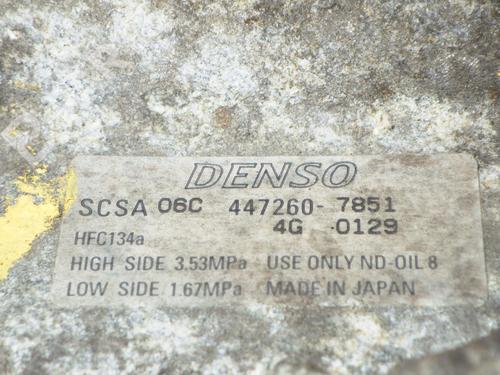 DENSO
SCSA 06C 447260-7851
4G 0129
HFC134a
HIGH SIDE 3.53MPa USE ONLY ND-OIL 8
LOW SIDE 1.67MPa MADE IN JAPAN